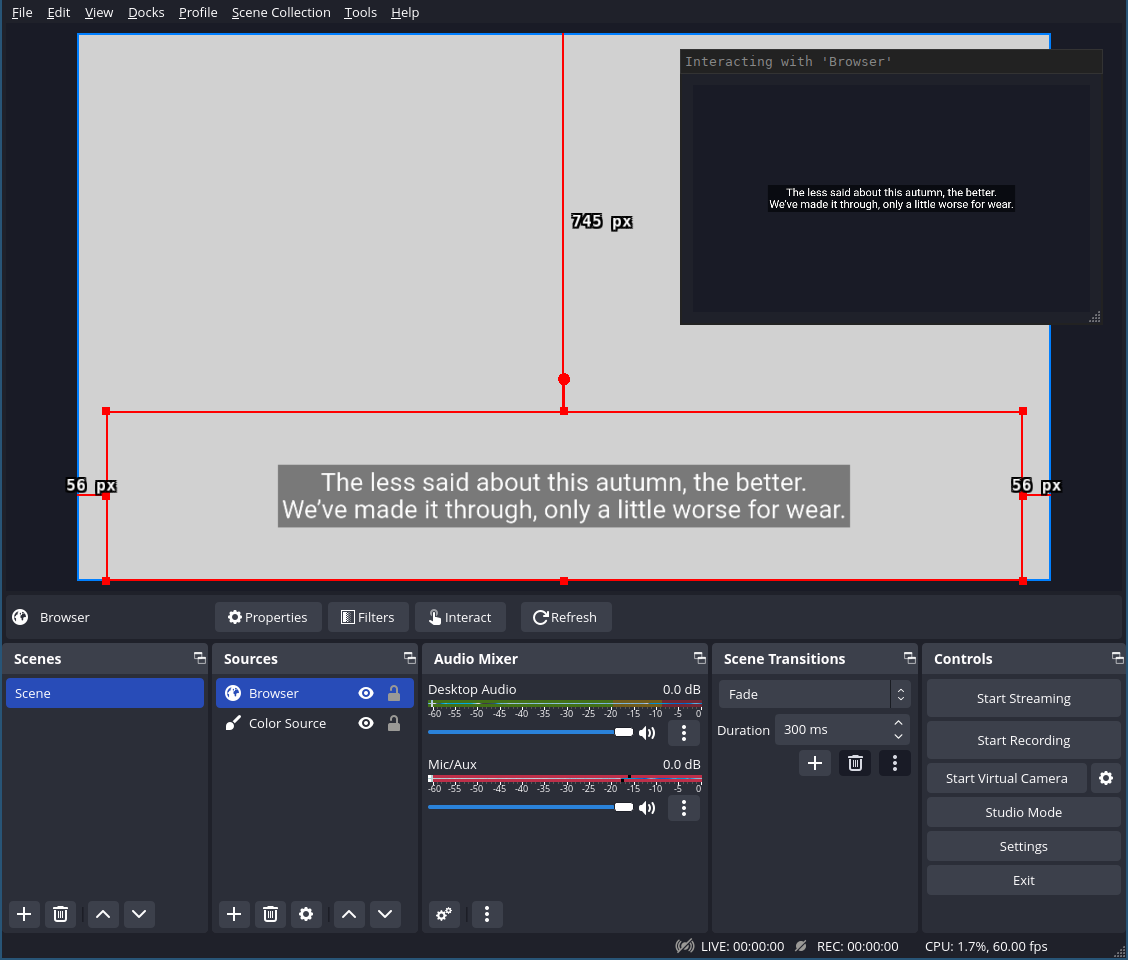 File Edit View Docks Profile Scene Collection Tools Help
Interacting with 'Browser'
The less said about this autumn, the better.
We've made it through, only a little worse for wear.
745 px
56 px
56 px
The less said about this autumn, the better.
We've made it through, only a little worse for wear.
Browser Properties Filters Interact Refresh
Scenes
Scene
Sources
Browser
Color Source
Audio Mixer
Desktop Audio 0.0 dB
-60 -55 -50 -45 -40 -35 -30 -25 -20 -15 -10 -5 0
Mic/Aux 0.0 dB
-60 -55 -50 -45 -40 -35 -30 -25 -20 -15 -10 -5 0
Scene Transitions
Fade
Duration 300 ms
Controls
Start Streaming
Start Recording
Start Virtual Camera
Studio Mode
Settings
Exit
LIVE: 00:00:00 REC: 00:00:00 CPU: 1.7%, 60.00 fps